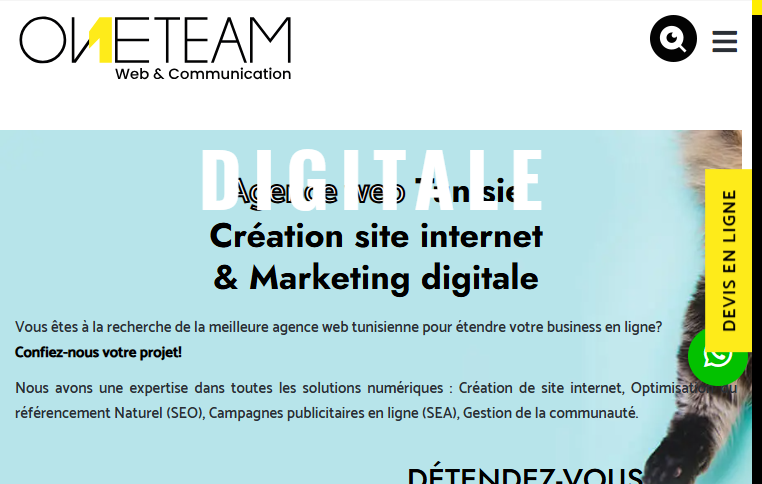 ONETEAM
Web & Communication
DIGITALE
Agence web Tunisie
Création site internet
& Marketing digitale
DEVIS EN LIGNE
Vous êtes à la recherche de la meilleure agence web tunisienne pour étendre votre business en ligne?
Confiez-nous votre projet!
Nous avons une expertise dans toutes les solutions numériques : Création de site internet, Optimisation du
référencement Naturel (SEO), Campagnes publicitaires en ligne (SEA), Gestion de la communauté.
DÉTENDEZ-VOUS